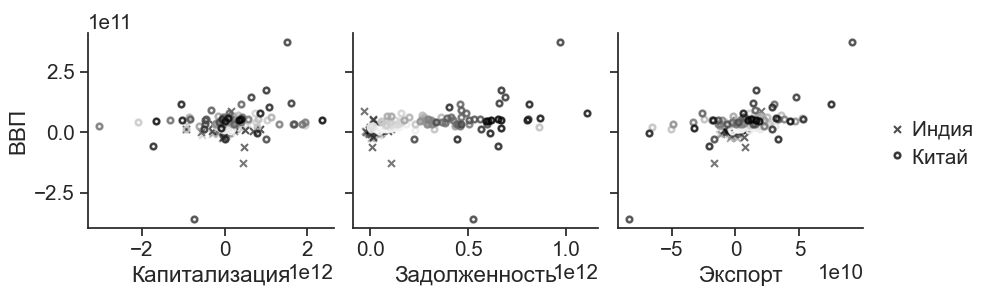 1e11
ВВП
2.5
0.0
−2.5
−2 0 2
1e12
Капитализация
0.0 0.5 1.0
1e12
Задолженность
−5 0 5
1e10
Экспорт
Индия
Китай